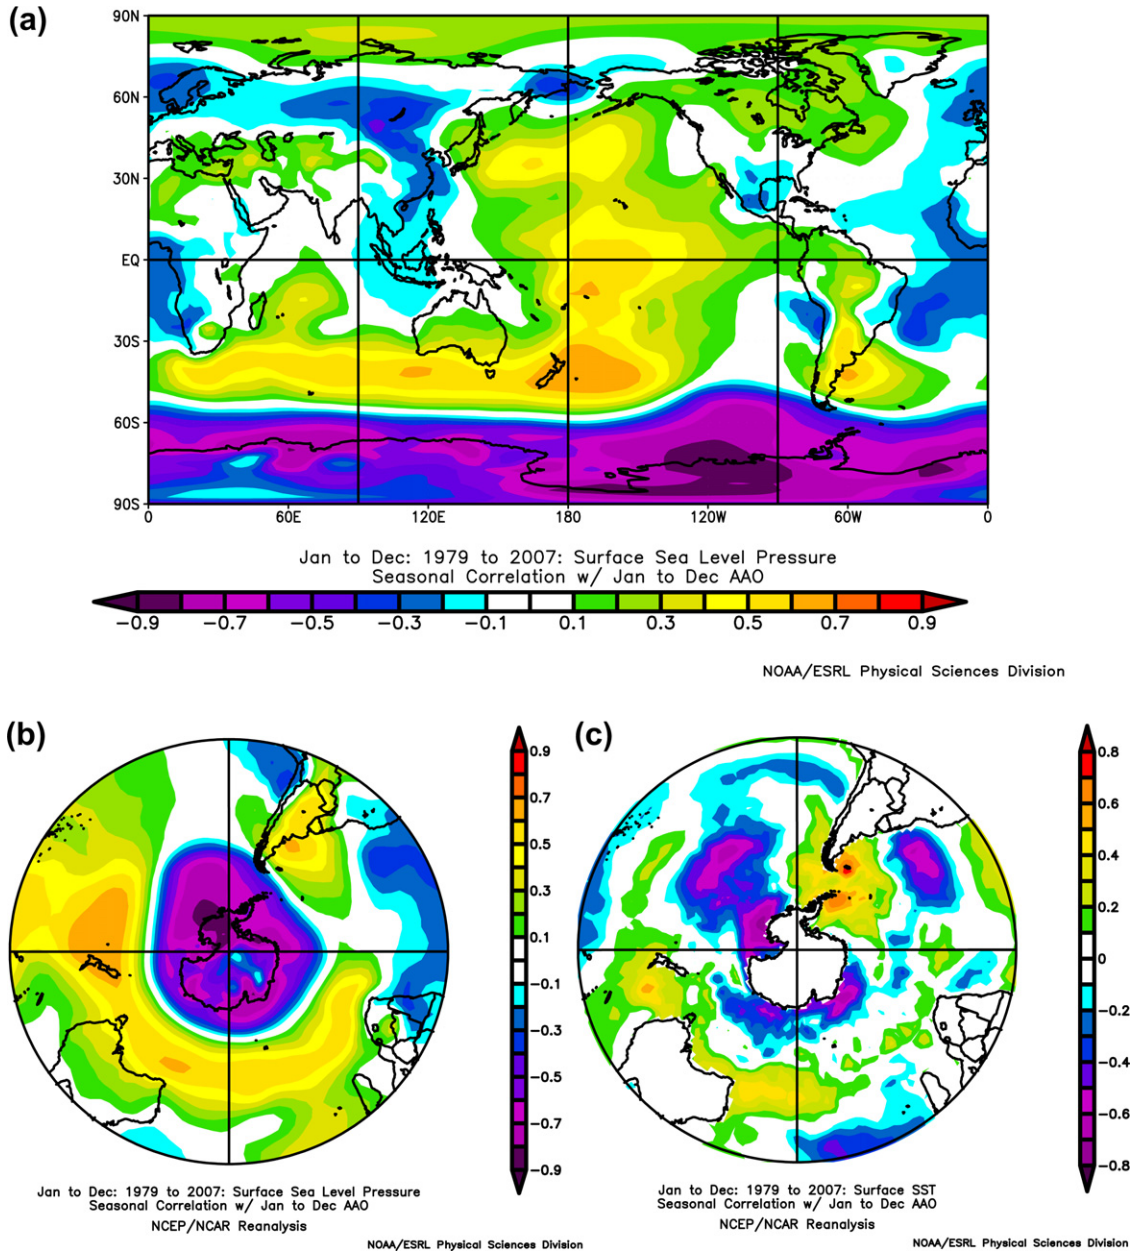 (a)
90N
60N
30N
EQ
30S
60S
90S
0 60E 120E 180 120W 60W 0
Jan to Dec: 1979 to 2007: Surface Sea Level Pressure
Seasonal Correlation w/ Jan to Dec AAO
-0.9 -0.7 -0.5 -0.3 -0.1 0.1 0.3 0.5 0.7 0.9
NOAA/ESRL Physical Sciences Division
(b)
0.9
0.7
0.5
0.3
0.1
-0.1
-0.3
-0.5
-0.7
-0.9
Jan to Dec: 1979 to 2007: Surface Sea Level Pressure
Seasonal Correlation w/ Jan to Dec AAO
NCEP/NCAR Reanalysis
NOAA/ESRL Physical Sciences Division
(c)
0.8
0.6
0.4
0.2
0
-0.2
-0.4
-0.6
-0.8
Jan to Dec: 1979 to 2007: Surface SST
Seasonal Correlation w/ Jan to Dec AAO
NCEP/NCAR Reanalysis
NOAA/ESRL Physical Sciences Division